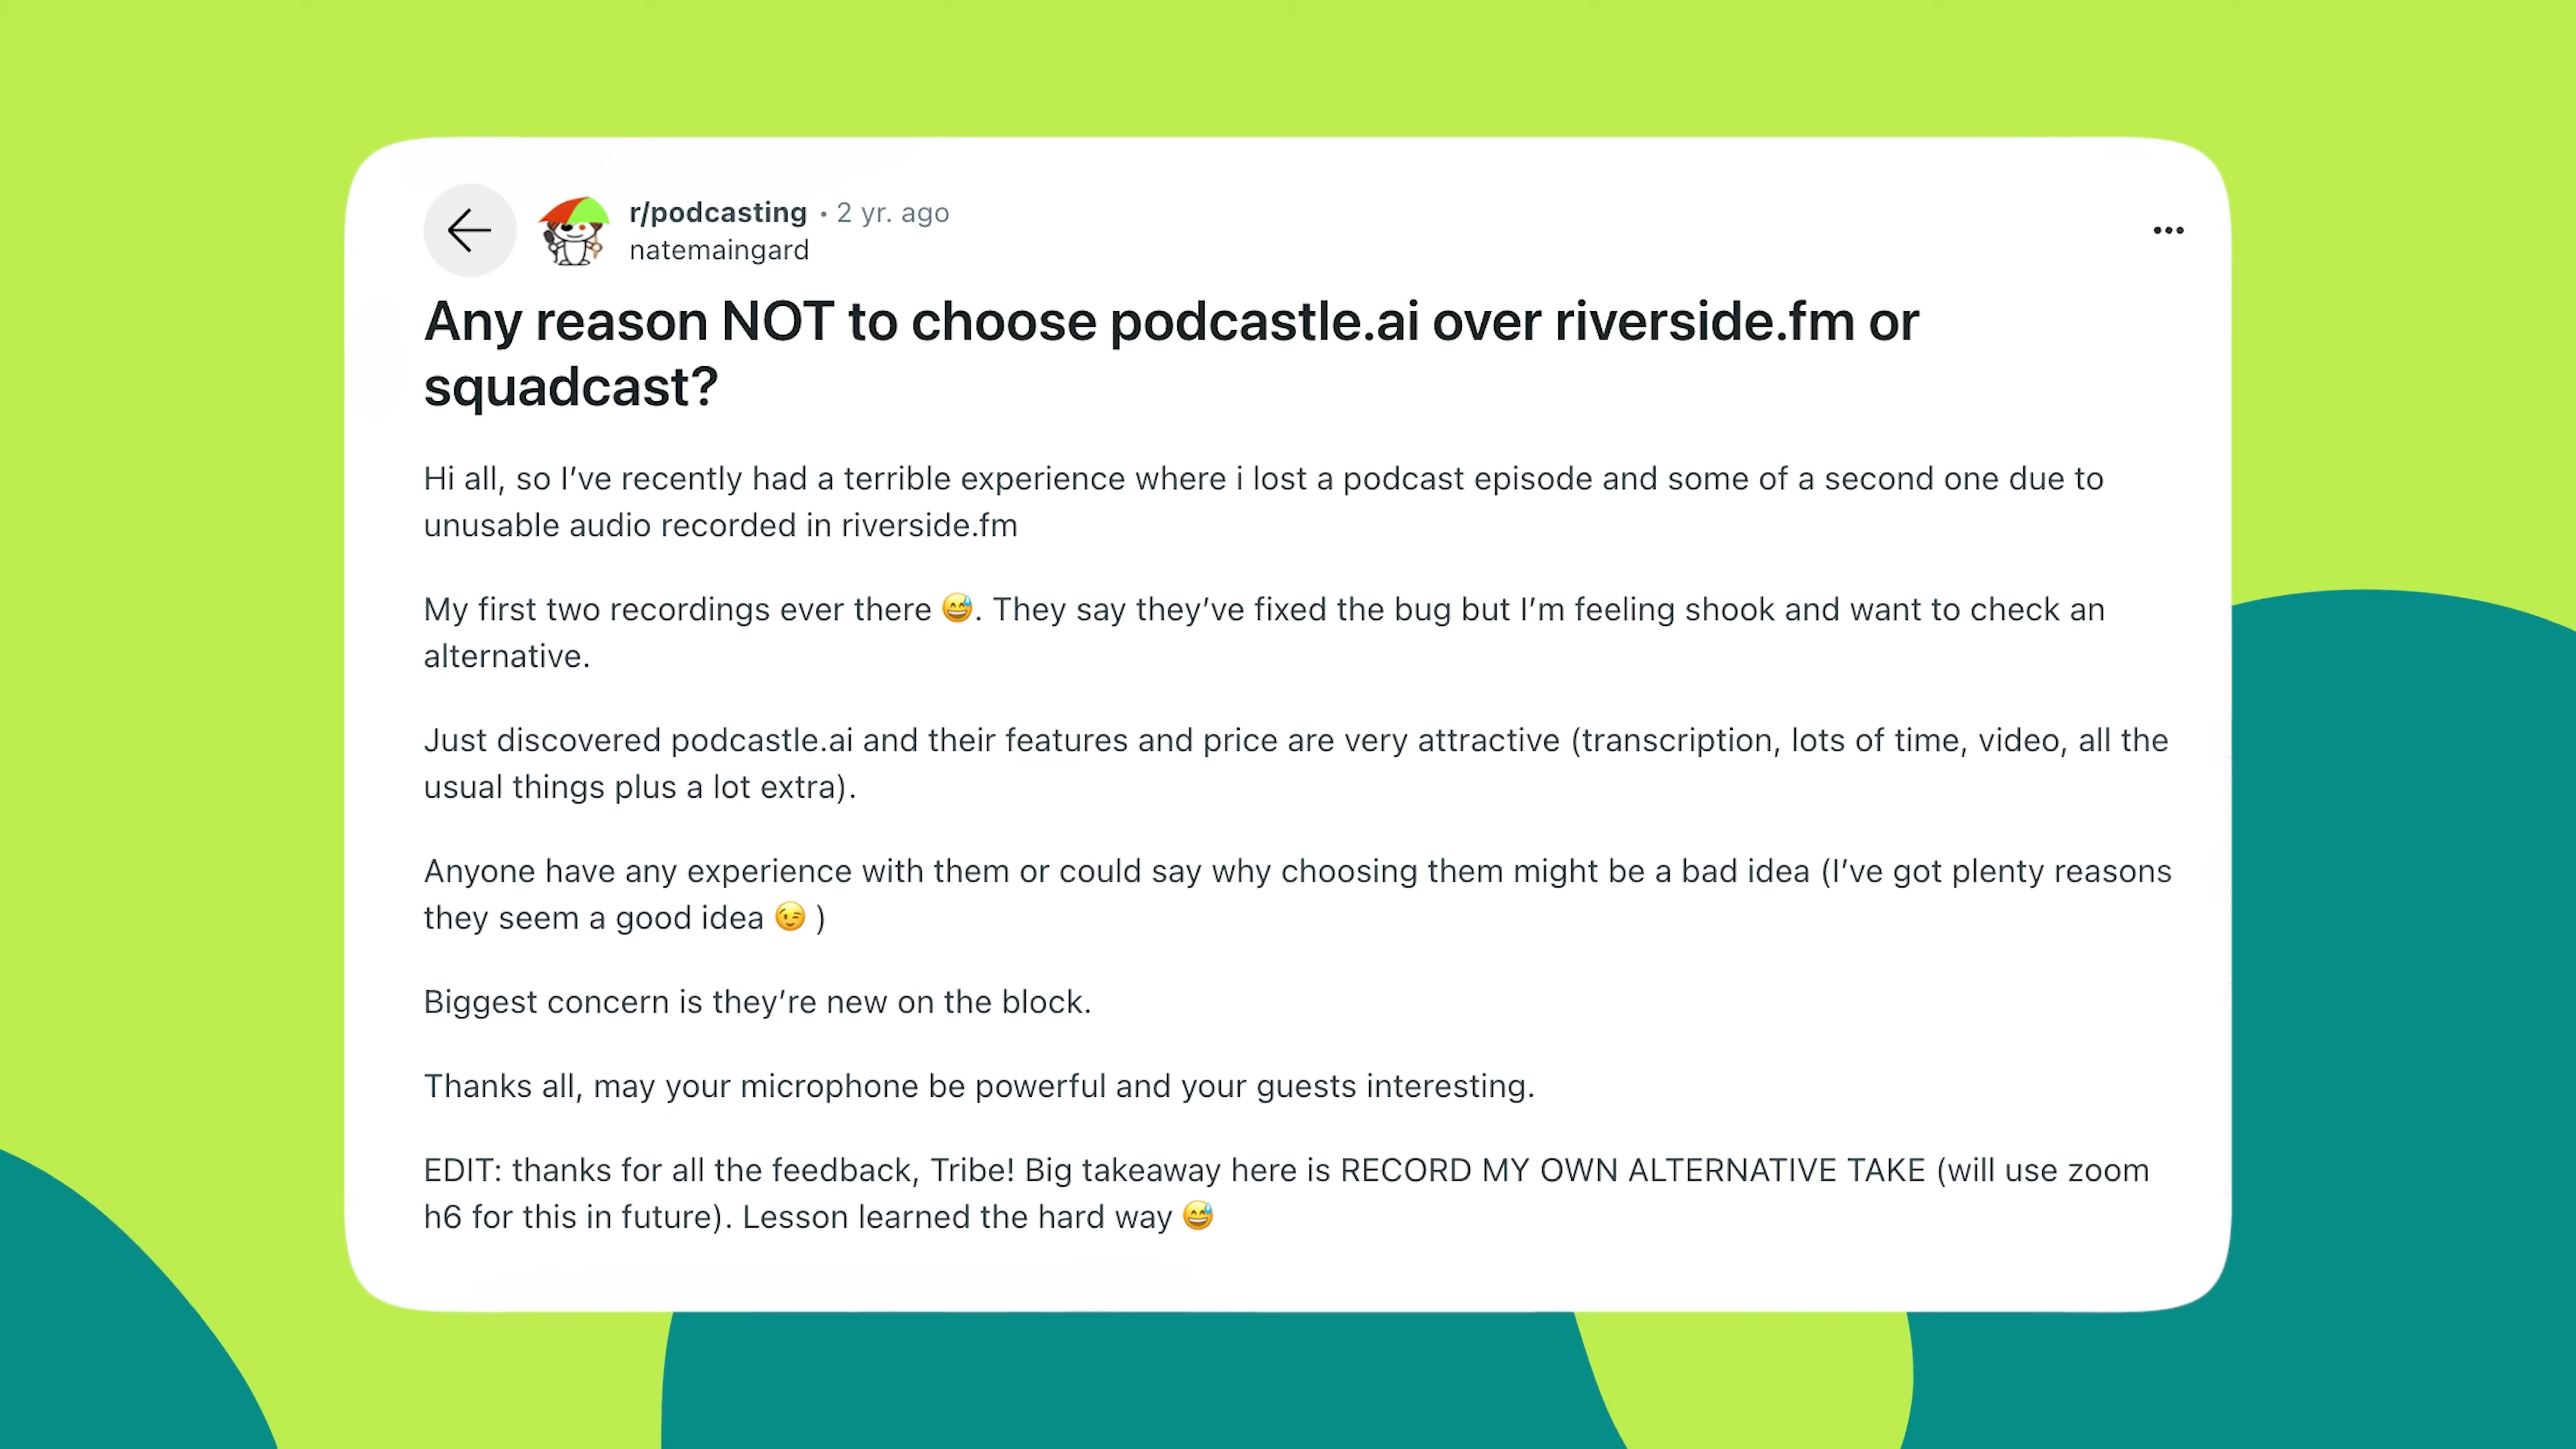 r/podcasting • 2 yr. ago
natemaingard
Any reason NOT to choose podcastle.ai over riverside.fm or
squadcast?
Hi all, so I’ve recently had a terrible experience where i lost a podcast episode and some of a second one due to
unusable audio recorded in riverside.fm
My first two recordings ever there 😅. They say they’ve fixed the bug but I’m feeling shook and want to check an
alternative.
Just discovered podcastle.ai and their features and price are very attractive (transcription, lots of time, video, all the
usual things plus a lot extra).
Anyone have any experience with them or could say why choosing them might be a bad idea (I’ve got plenty reasons
they seem a good idea 😉 )
Biggest concern is they’re new on the block.
Thanks all, may your microphone be powerful and your guests interesting.
EDIT: thanks for all the feedback, Tribe! Big takeaway here is RECORD MY OWN ALTERNATIVE TAKE (will use zoom
h6 for this in future). Lesson learned the hard way 😅